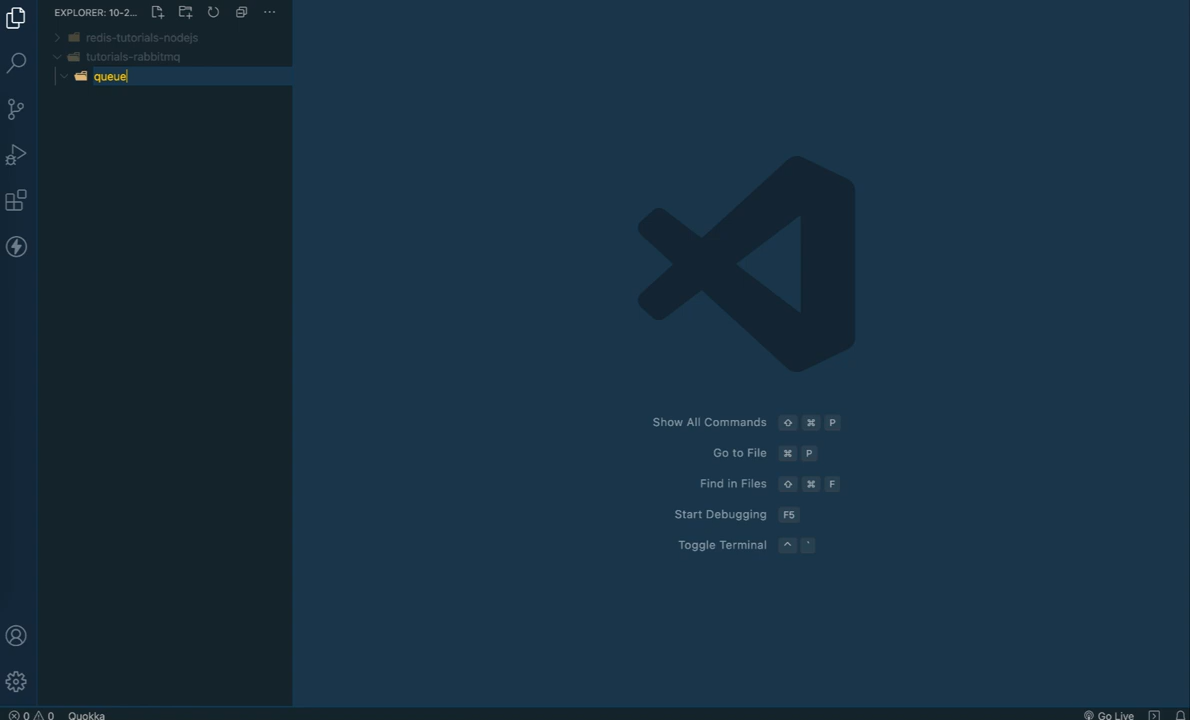 EXPLORER: 10-2...
redis-tutorials-nodejs
tutorials-rabbitmq
queue
Show All Commands ⇧ ⌘ P
Go to File ⌘ P
Find in Files ⇧ ⌘ F
Start Debugging F5
Toggle Terminal ^ `
0 0 Quokka Go Live